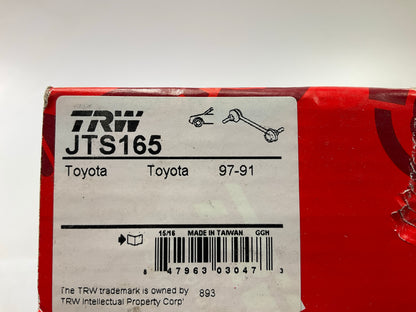 TRW
JTS165
Toyota Toyota 97-91
15/16 MADE IN TAIWAN GGH
8 47963 03047 3
The TRW trademark is owned by
TRW Intellectual Property Corp' 893